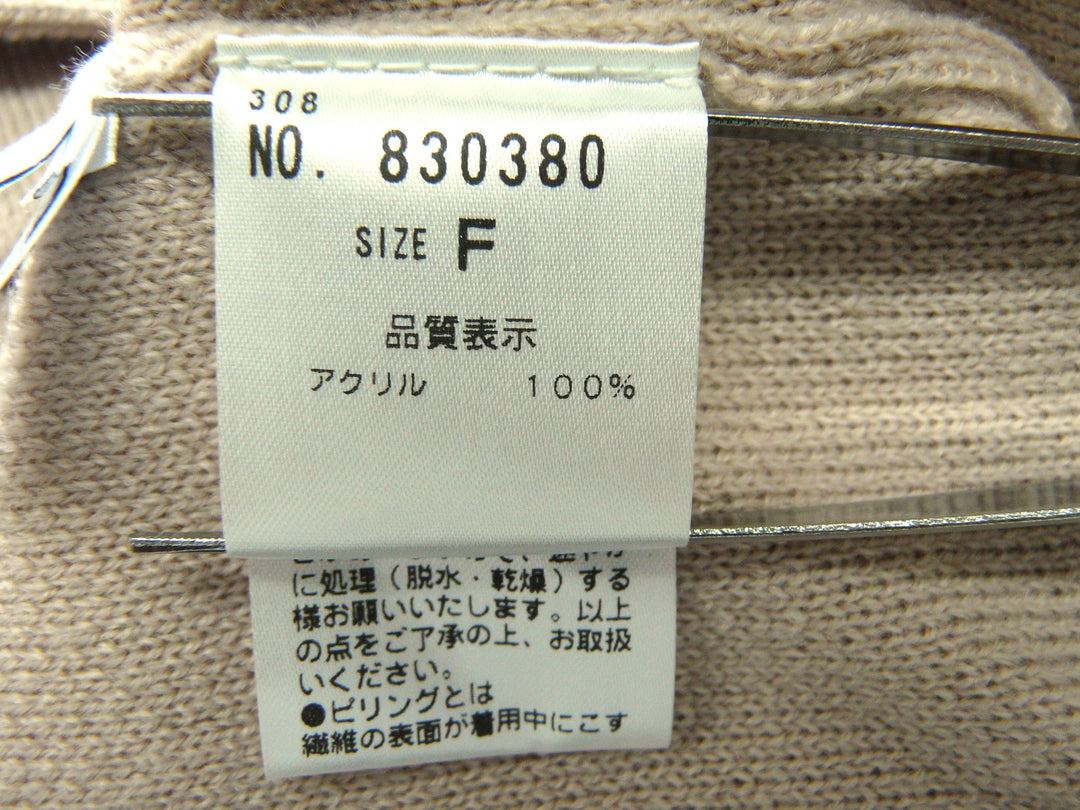 308
NO. 830380
SIZE F
品質表示
アクリル 100%
に処理(脱水・乾燥)する
様お願いいたします。以上
の点をご了承の上、お取扱
いください。
●ピリングとは
繊維の表面が着用中にこす